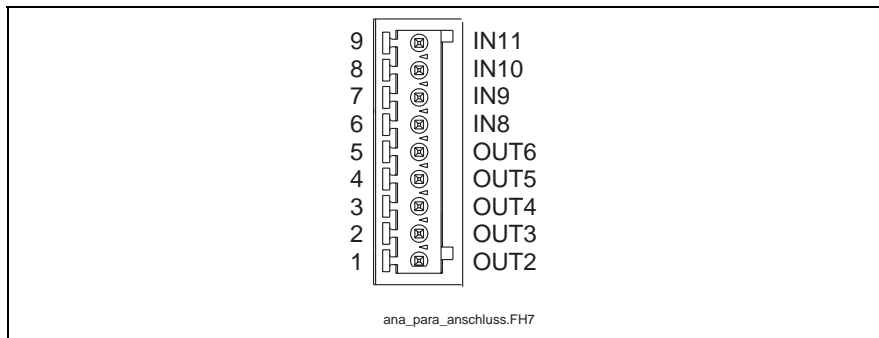 9 IN11
8 IN10
7 IN9
6 IN8
5 OUT6
4 OUT5
3 OUT4
2 OUT3
1 OUT2
ana_para_anschluss.FH7